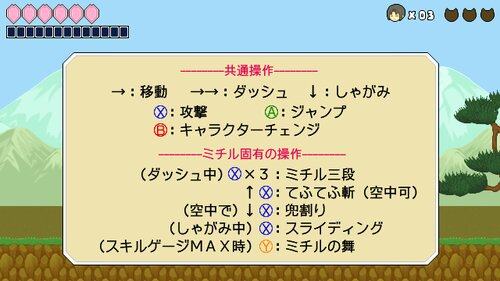 ×03
--------共通操作--------
→：移動　→→：ダッシュ　↓：しゃがみ
Ⓧ：攻撃　Ⓐ：ジャンプ
Ⓑ：キャラクターチェンジ
--------ミチル固有の操作--------
（ダッシュ中）Ⓧ×３：ミチル三段
↑Ⓧ：てふてふ斬（空中可）
（空中で）↓Ⓧ：兜割り
（しゃがみ中）Ⓧ：スライディング
（スキルゲージＭＡＸ時）Ⓨ：ミチルの舞